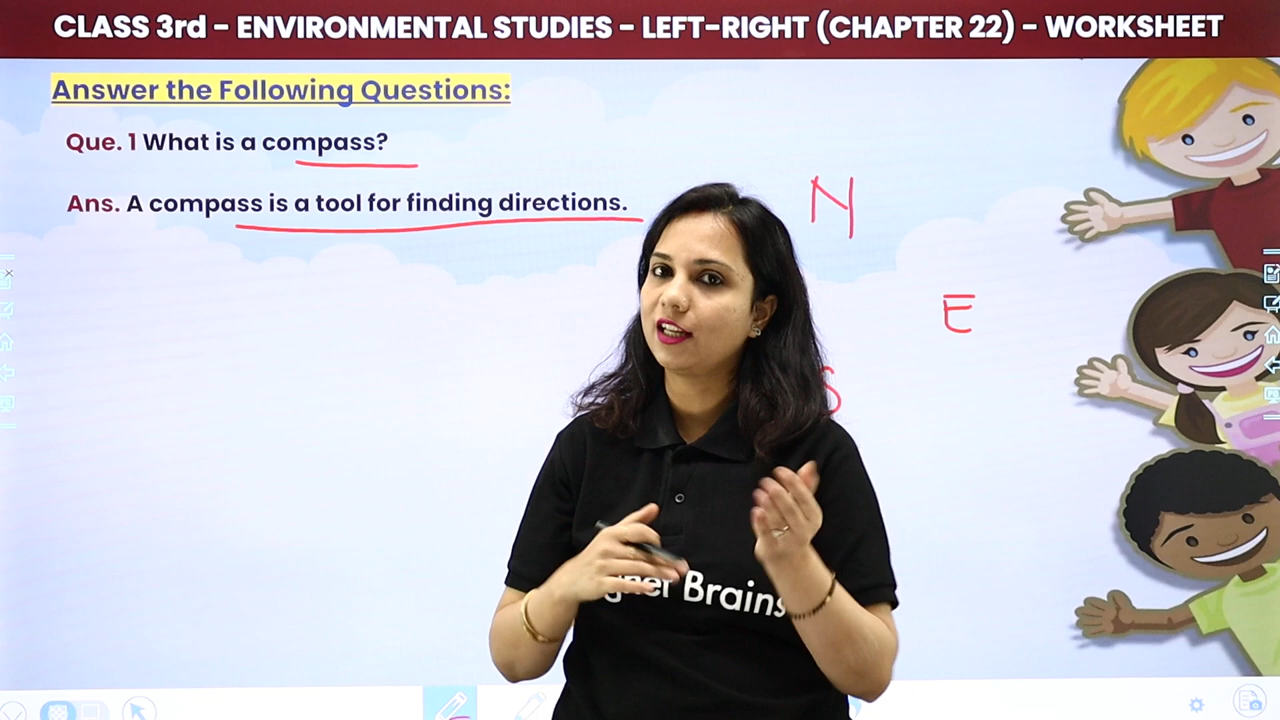 CLASS 3rd – ENVIRONMENTAL STUDIES – LEFT-RIGHT (CHAPTER 22) – WORKSHEET
Answer the Following Questions:
Que. 1 What is a compass?
Ans. A compass is a tool for finding directions.
N
E
S
Brains